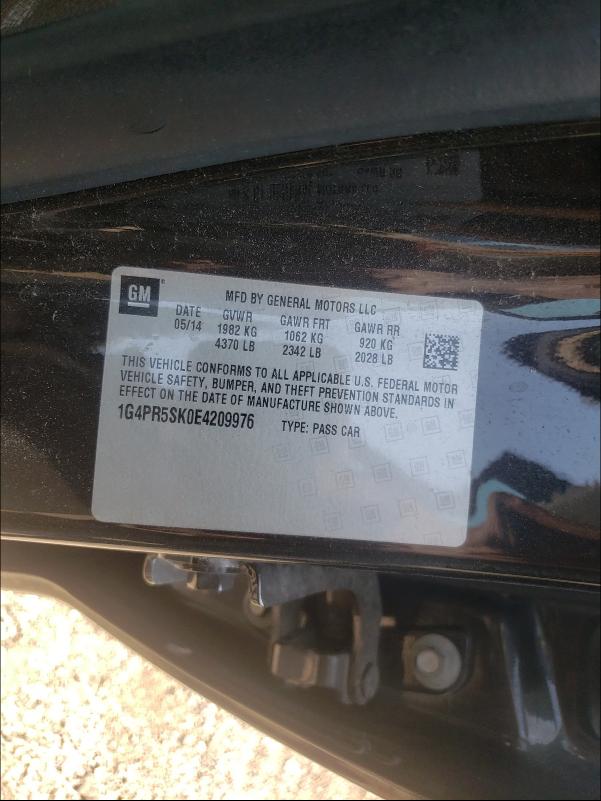 GM
MFD BY GENERAL MOTORS LLC
DATE GVWR GAWR FRT GAWR RR
05/14 1982 KG 1062 KG 920 KG
4370 LB 2342 LB 2028 LB
THIS VEHICLE CONFORMS TO ALL APPLICABLE U.S. FEDERAL MOTOR
VEHICLE SAFETY, BUMPER, AND THEFT PREVENTION STANDARDS IN
EFFECT ON THE DATE OF MANUFACTURE SHOWN ABOVE.
1G4PR5SK0E4209976 TYPE: PASS CAR